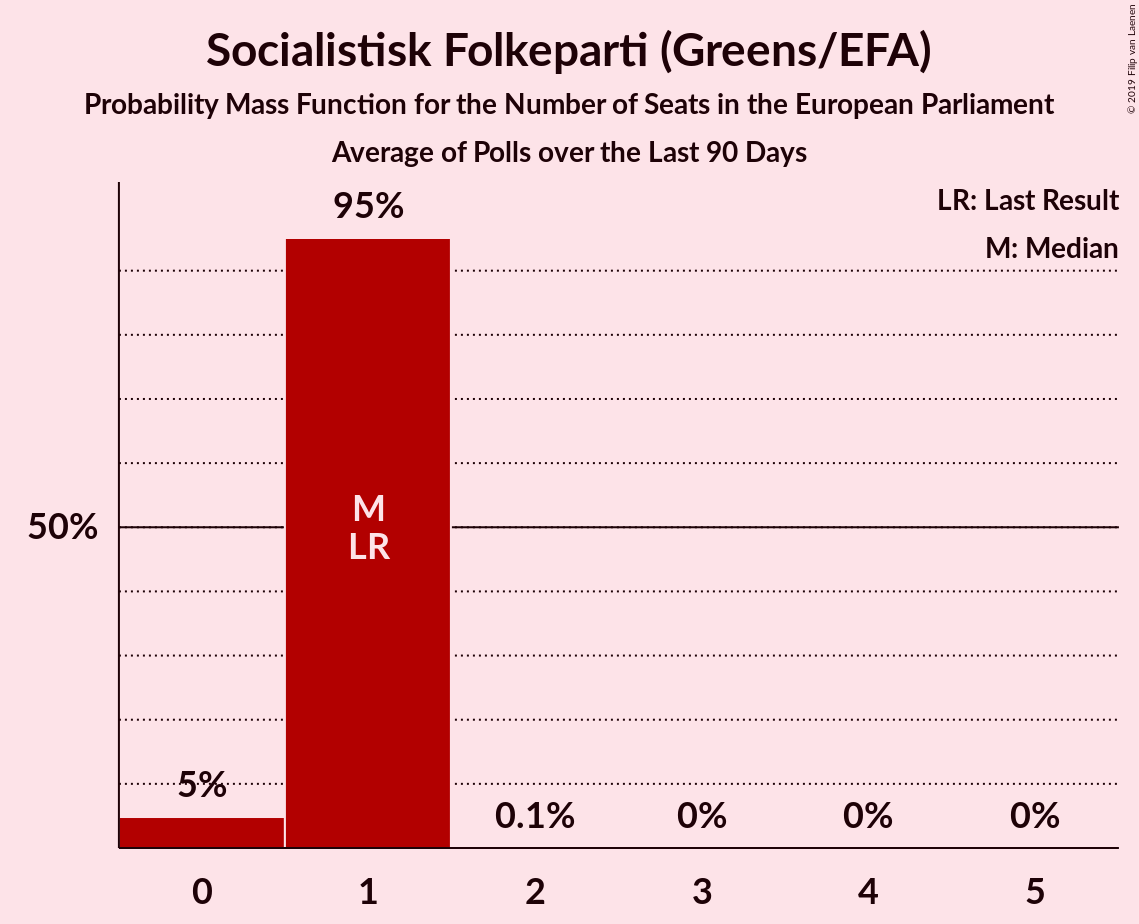 Socialistisk Folkeparti (Greens/EFA)
Probability Mass Function for the Number of Seats in the European Parliament
Average of Polls over the Last 90 Days
© 2019 Filip van Laenen
LR: Last Result
M: Median
95%
M
LR
50%
5%
0.1%
0%
0%
0%
0
1
2
3
4
5